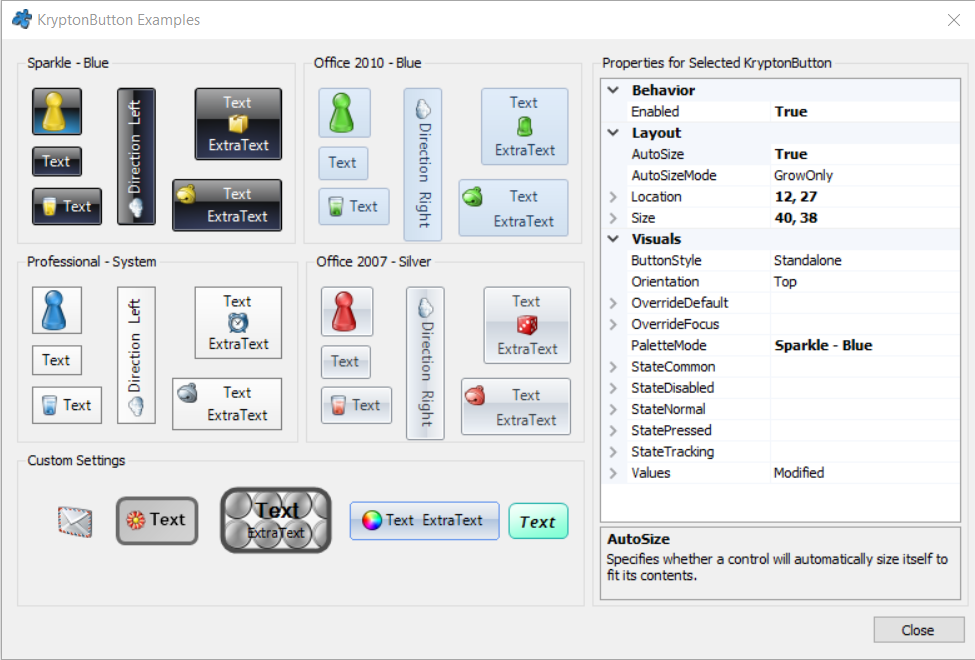 KryptonButton Examples
Sparkle - Blue
Text
Text
Direction Left
Text
ExtraText
Text
ExtraText
Office 2010 - Blue
Text
Text
Direction Right
Text
ExtraText
Text
ExtraText
Professional - System
Text
Text
Direction Left
Text
ExtraText
Text
ExtraText
Office 2007 - Silver
Text
Text
Direction Right
Text
ExtraText
Text
ExtraText
Custom Settings
Text
Text
ExtraText
Text ExtraText
Text
Properties for Selected KryptonButton
Behavior
Enabled True
Layout
AutoSize True
AutoSizeMode GrowOnly
Location 12, 27
Size 40, 38
Visuals
ButtonStyle Standalone
Orientation Top
OverrideDefault
OverrideFocus
PaletteMode Sparkle - Blue
StateCommon
StateDisabled
StateNormal
StatePressed
StateTracking
Values Modified
AutoSize
Specifies whether a control will automatically size itself to
fit its contents.
Close